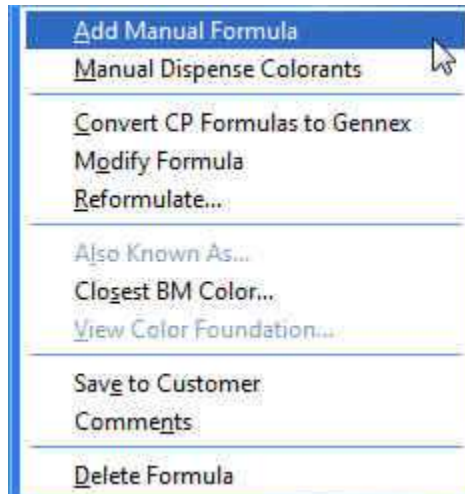 Add Manual Formula
Manual Dispense Colorants
Convert CP Formulas to Gennex
Modify Formula
Reformulate...
Also Known As...
Closest BM Color...
View Color Foundation...
Save to Customer
Comments
Delete Formula